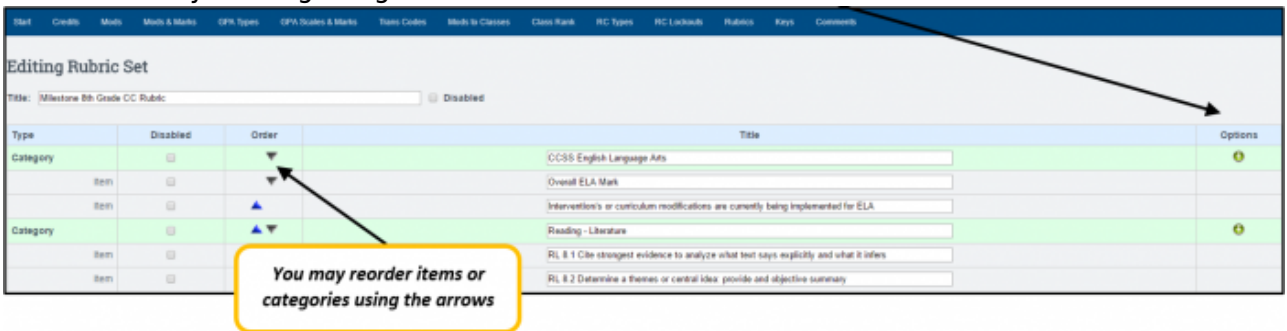 Start Credits Mods Mods & Marks GPA Types GPA Scales & Marks Trans Codes Mods to Classes Class Rank RC Types RC Lockouts Rubrics Keys Comments
Editing Rubric Set
Title: Milestone 8th Grade CC Rubric Disabled
Type Disabled Order Title Options
Category CCSS English Language Arts
Item Overall ELA Mark
Item Intervention's or curriculum modifications are currently being implemented for ELA
Category Reading - Literature
Item RL 8.1 Cite strongest evidence to analyze what text says explicitly and what it infers
Item RL 8.2 Determine a themes or central idea: provide and objective summary
You may reorder items or
categories using the arrows